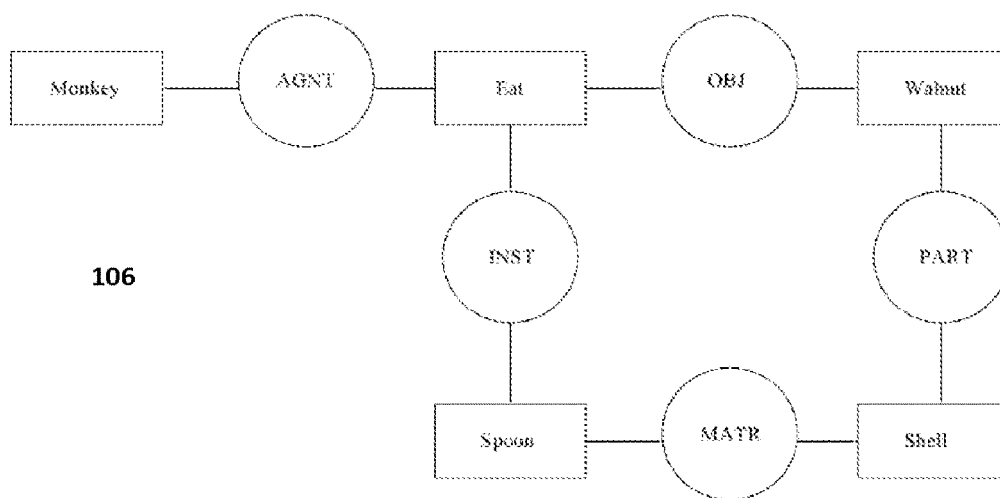 Monkey
AGNT
Eat
OBJ
Walnut
INST
PART
106
Spoon
MATR
Shell